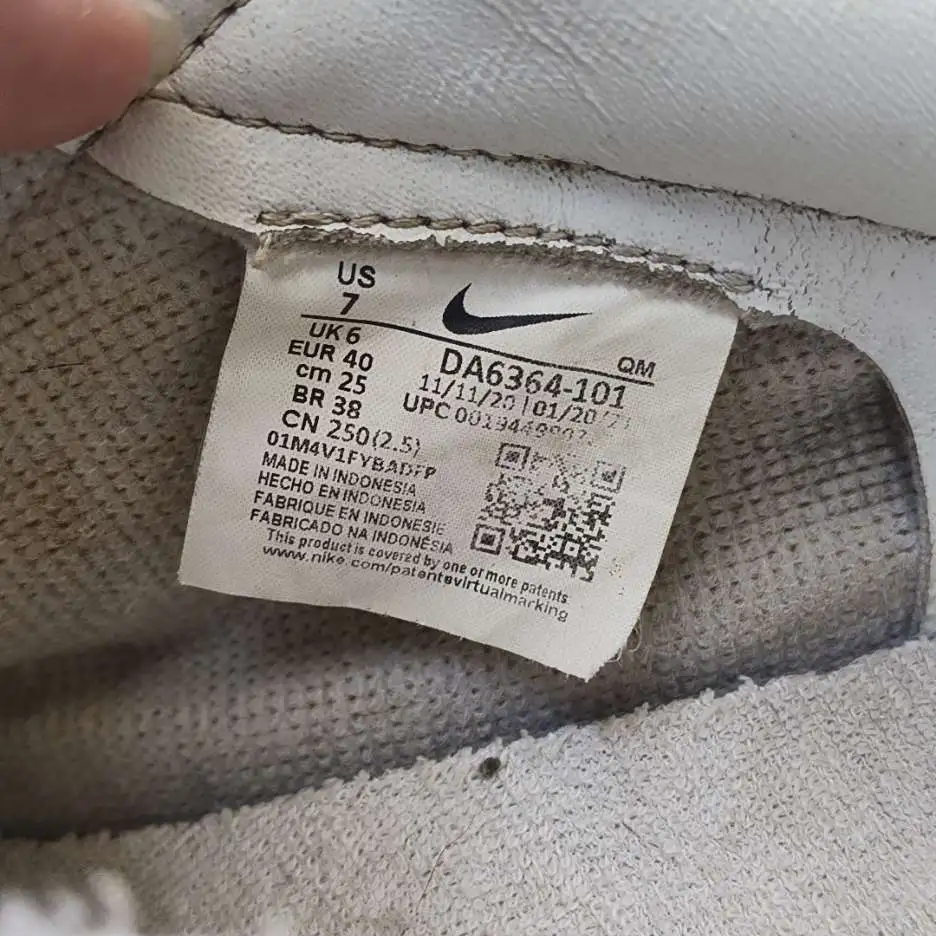 US
7
UK 6
EUR 40
cm 25
BR 38
CN 250(2.5)
01M4V1FYBADFP
MADE IN INDONESIA
HECHO EN INDONESIA
FABRIQUE EN INDONESIE
FABRICADO NA INDONÉSIA
This product is covered by one or more patents
www.nike.com/patentsvirtualmarking
QM
DA6364-101
11/11/20 | 01/20/21
UPC